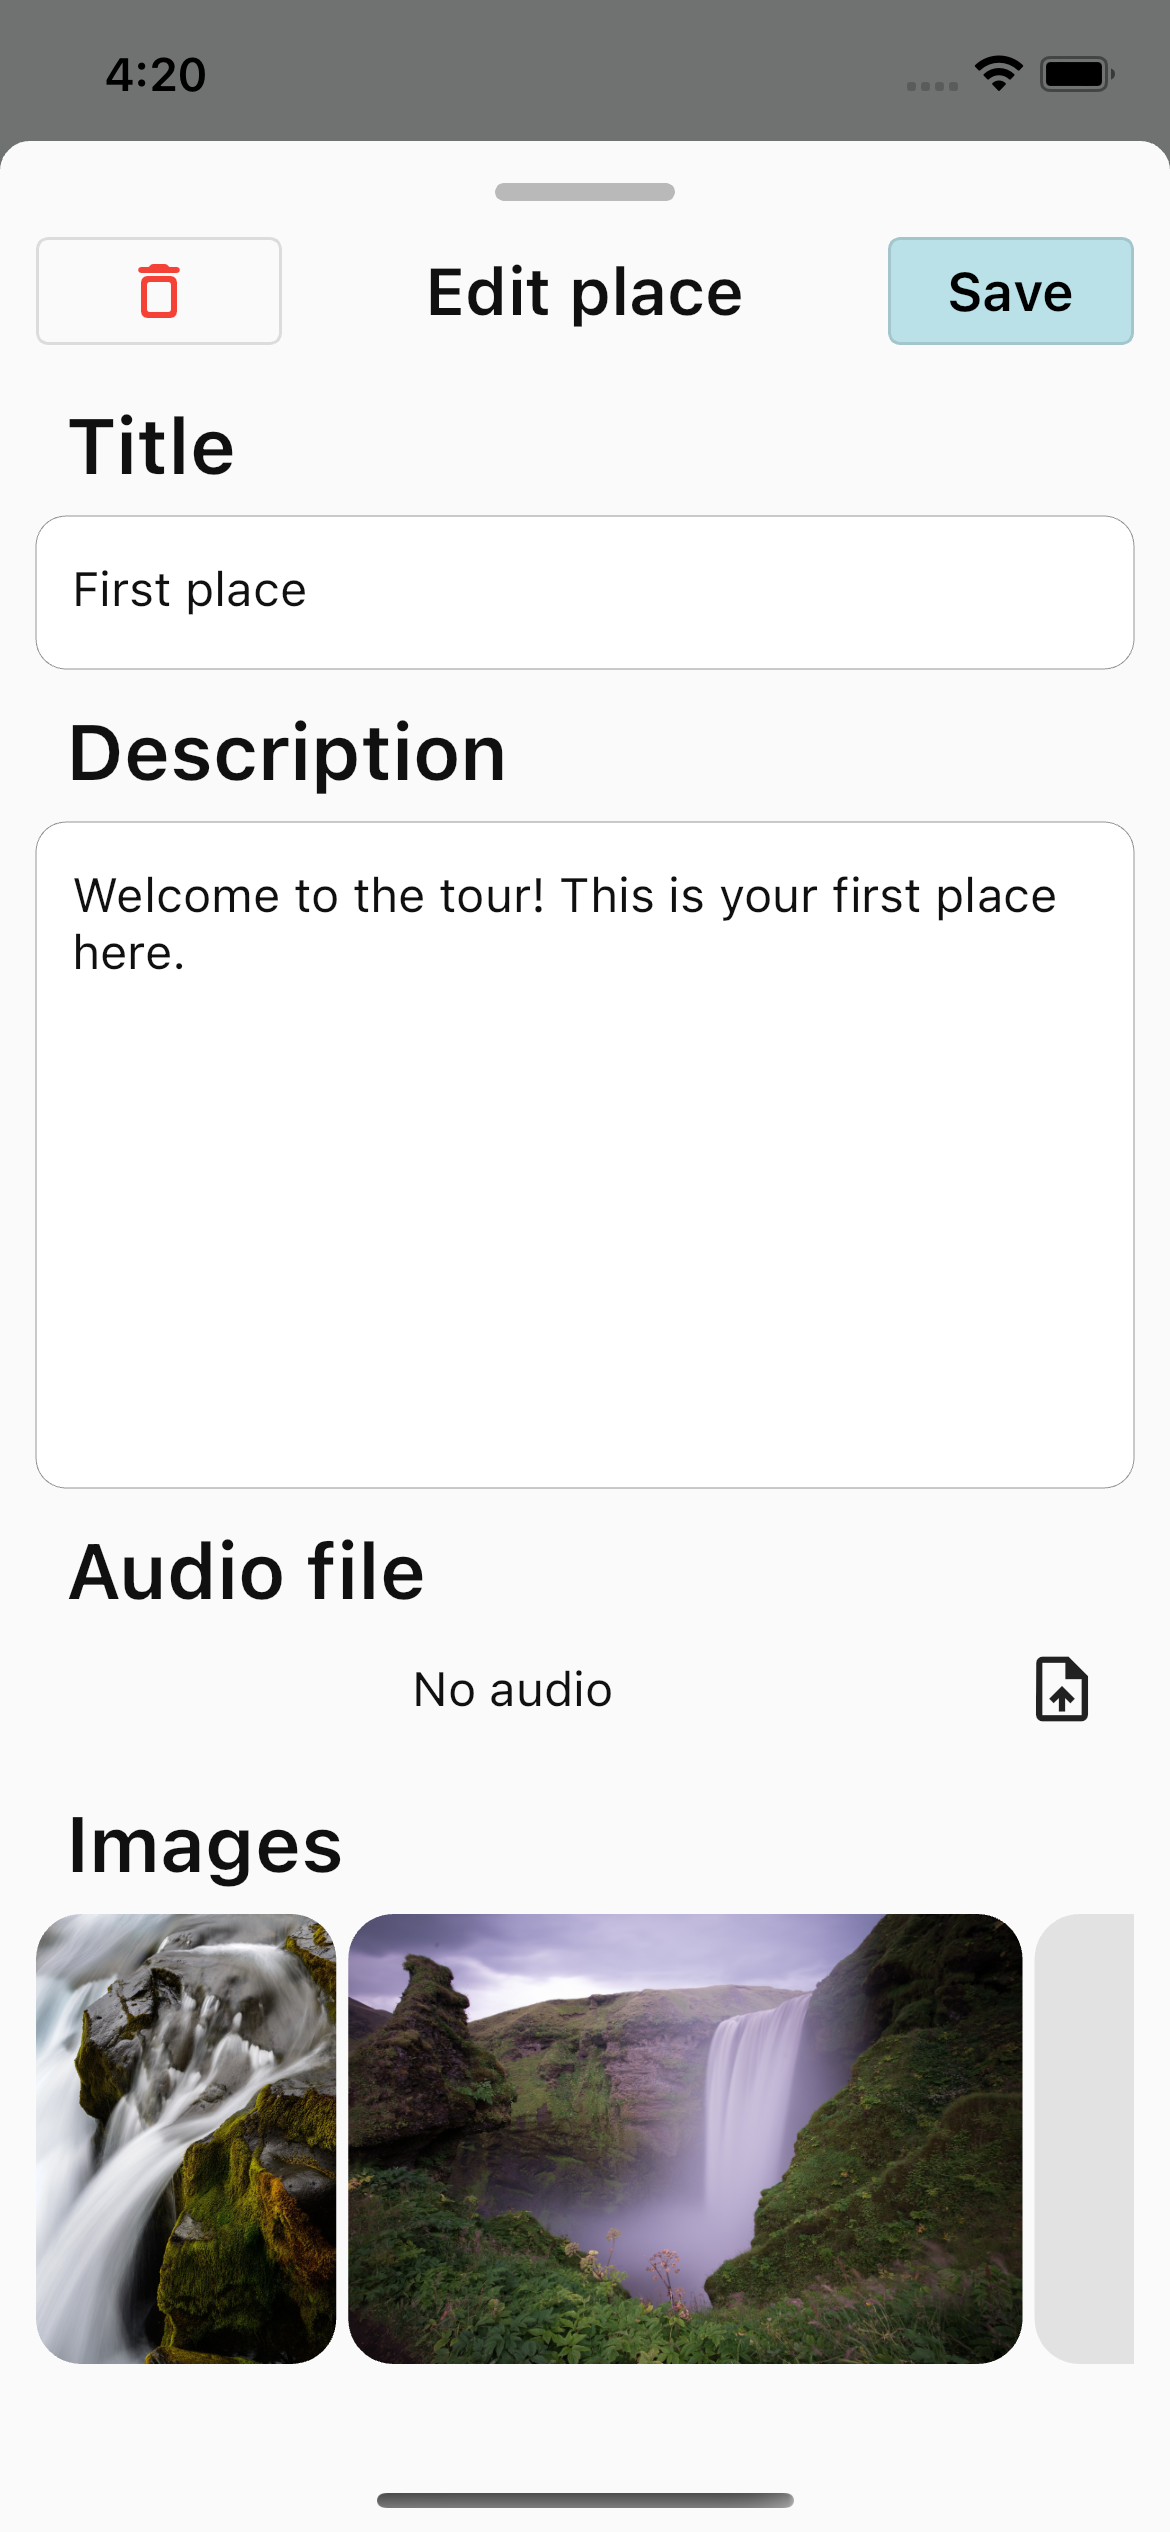 4:20
Edit place
Save
Title
First place
Description
Welcome to the tour! This is your first place
here.
Audio file
No audio
Images